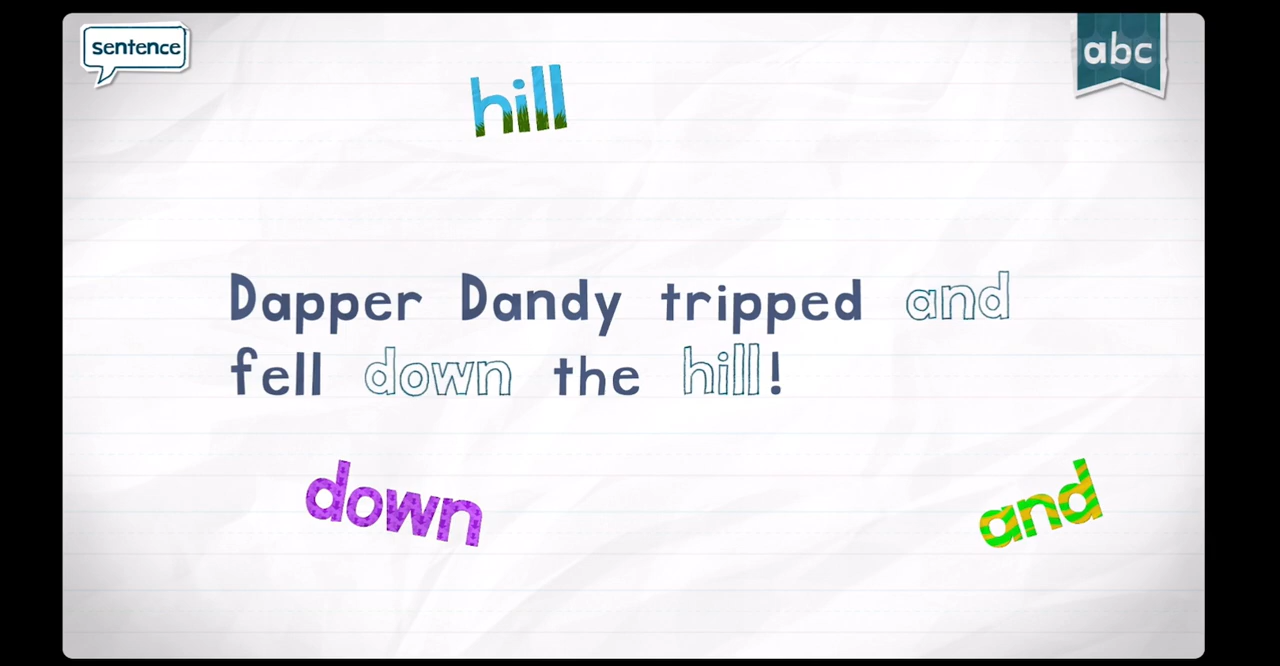 sentence
abc
hill
Dapper Dandy tripped and
fell down the hill!
down
and